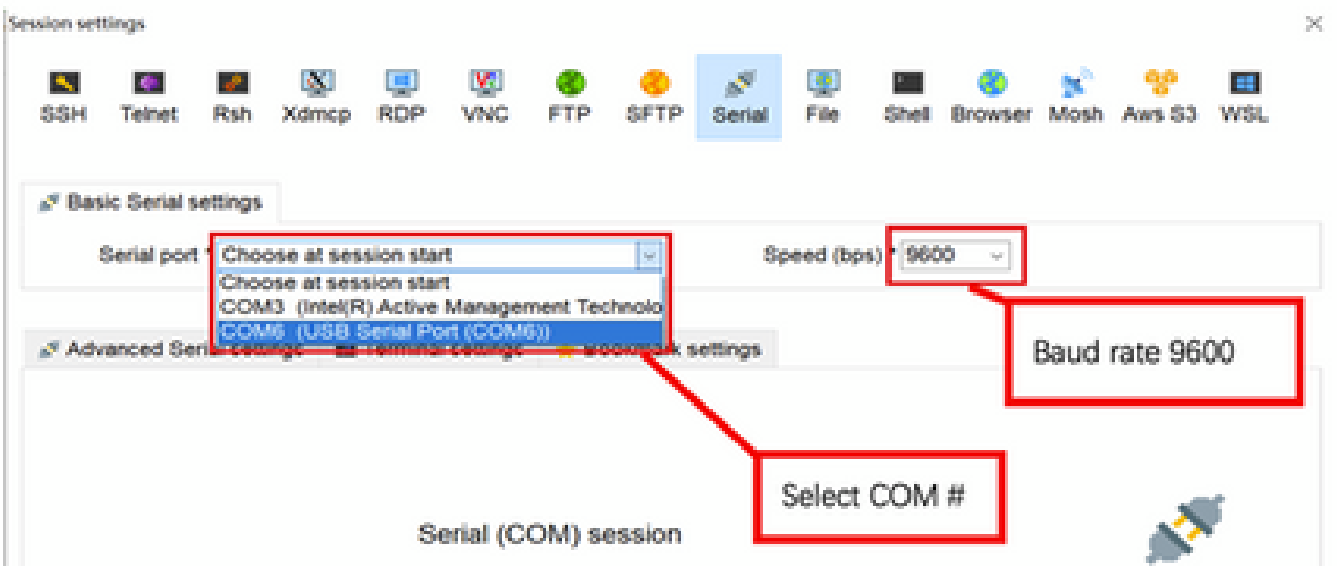 Session settings
SSH Telnet Rsh Xdmcp RDP VNC FTP SFTP Serial File Shell Browser Mosh Aws S3 WSL
Basic Serial settings
Serial port * Choose at session start Speed (bps) * 9600
Choose at session start
COM3 (Intel(R) Active Management Technolo
COM6 (USB Serial Port (COM6))
Advanced Serial settings Terminal settings Bookmark settings
Baud rate 9600
Select COM #
Serial (COM) session